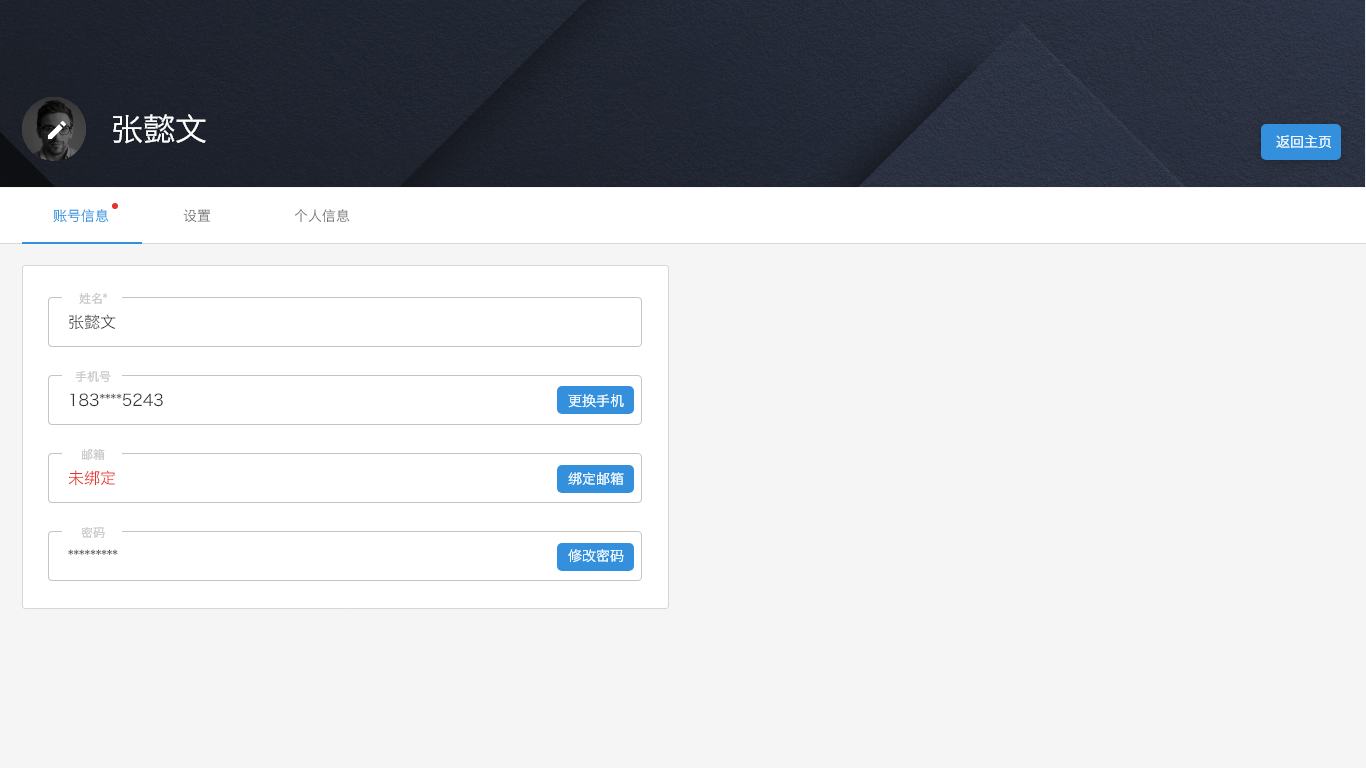 张懿文
返回主页
账号信息
设置
个人信息
姓名*
张懿文
手机号
183****5243
更换手机
邮箱
未绑定
绑定邮箱
密码
*********
修改密码